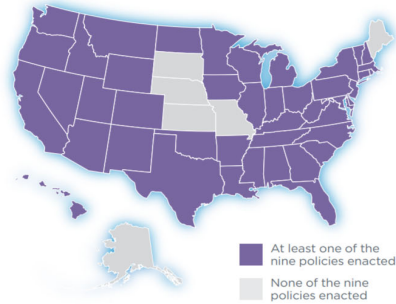 At least one of the
nine policies enacted
None of the nine
policies enacted